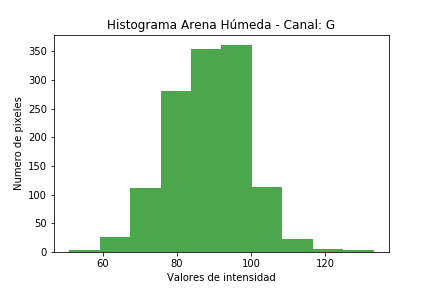 Histograma Arena Húmeda - Canal: G
Numero de pixeles
350
300
250
200
150
100
50
0
60 80 100 120
Valores de intensidad